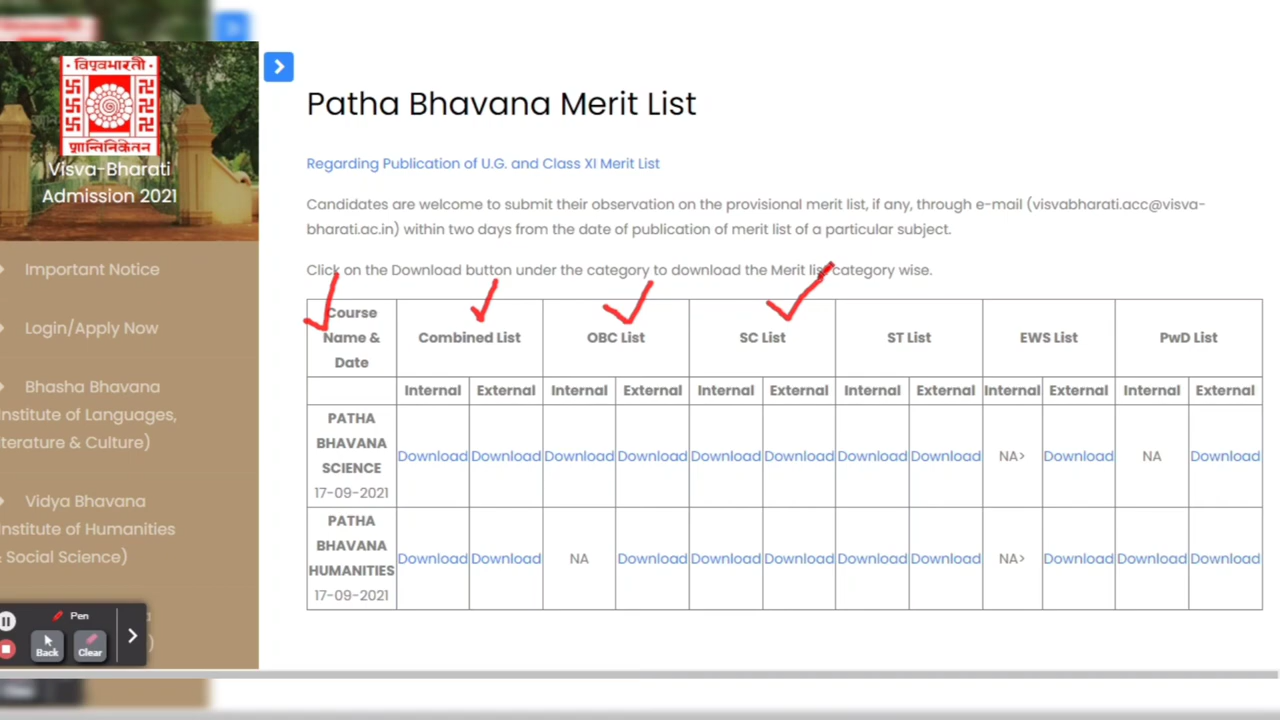 · विश्वभारती ·
शान्तिनिकेतन
Visva-Bharati
Admission 2021
Important Notice
Login/Apply Now
Bhasha Bhavana
nstitute of Languages,
terature & Culture)
Vidya Bhavana
nstitute of Humanities
Social Science)
a
)
Pen
Back Clear
Patha Bhavana Merit List
Regarding Publication of U.G. and Class XI Merit List
Candidates are welcome to submit their observation on the provisional merit list, if any, through e-mail (visvabharati.acc@visva-
bharati.ac.in) within two days from the date of publication of merit list of a particular subject.
Click on the Download button under the category to download the Merit list category wise.
Course
Name &
Date
Combined List OBC List SC List ST List EWS List PwD List
Internal External Internal External Internal External Internal External Internal External Internal External
PATHA
BHAVANA
SCIENCE
17-09-2021
Download Download Download Download Download Download Download Download NA> Download NA Download
PATHA
BHAVANA
HUMANITIES
17-09-2021
Download Download NA Download Download Download Download Download NA> Download Download Download